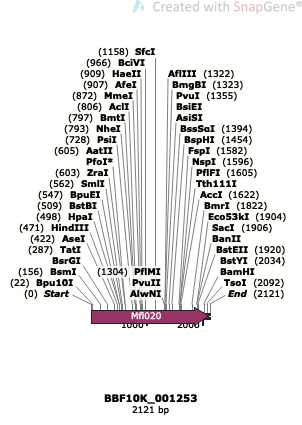 Created with SnapGene®
(1158) SfcI
(966) BciVI
(909) HaeII
AflIII (1322)
(907) AfeI
BmgBI (1323)
(872) MmeI
PvuI (1355)
(806) AclI
BsiEI
(797) BmtI
AsiSI
(793) NheI
BssSαI (1394)
(728) PsiI
BspHI (1454)
(605) AatII
FspI (1582)
PfoI*
NspI (1596)
(603) ZraI
PflFI (1605)
(562) SmlI
Tth111I
(547) BpuEI
AccI (1622)
(509) BstBI
BmrI (1822)
(498) HpaI
Eco53kI (1904)
(471) HindIII
SacI (1906)
(422) AseI
BanII
(287) TatI
BstEII (1920)
BsrGI
BstYI (2034)
(156) BsmI
(1304) PflMI
BamHI
(22) Bpu10I
PvuII
TsoI (2092)
(0) Start
AlwNI
End (2121)
Mfl020
1000
2000
BBF10K_001253
2121 bp